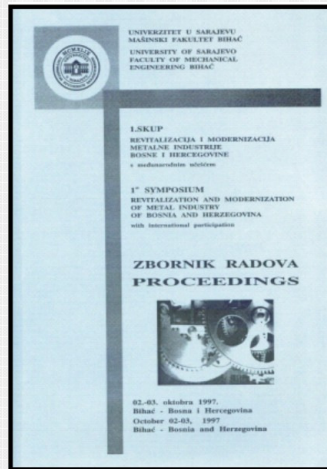 UNIVERZITET U SARAJEVU
MAŠINSKI FAKULTET BIHAĆ
UNIVERSITY OF SARAJEVO
FACULTY OF MECHANICAL
ENGINEERING BIHAĆ
I.SKUP
REVITALIZACIJA I MODERNIZACIJA
METALNE INDUSTRIJE
BOSNE I HERCEGOVINE
s međunarodnim učešćem
1st SYMPOSIUM
REVITALIZATION AND MODERNIZATION
OF METAL INDUSTRY
OF BOSNIA AND HERZEGOVINA
with international participation
ZBORNIK RADOVA
PROCEEDINGS
02.-03. oktobra 1997.
Bihać - Bosna i Hercegovina
October 02-03, 1997
Bihać - Bosnia and Herzegovina